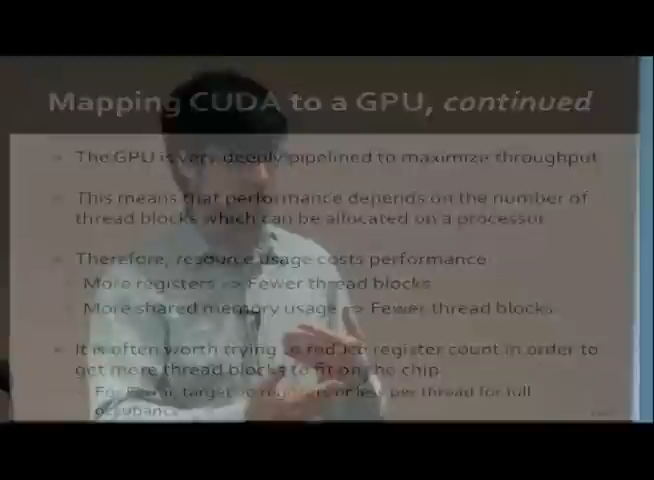 Mapping CUDA to a GPU, continued
The GPU is very deeply pipelined to maximize throughput
This means that performance depends on the number of
thread blocks which can be allocated on a processor
Therefore, resource usage costs performance
More registers => Fewer thread blocks
More shared memory usage => Fewer thread blocks
It is often worth trying to reduce register count in order to
get more thread blocks to fit on the chip
For target registers or less per thread for full
occupancy